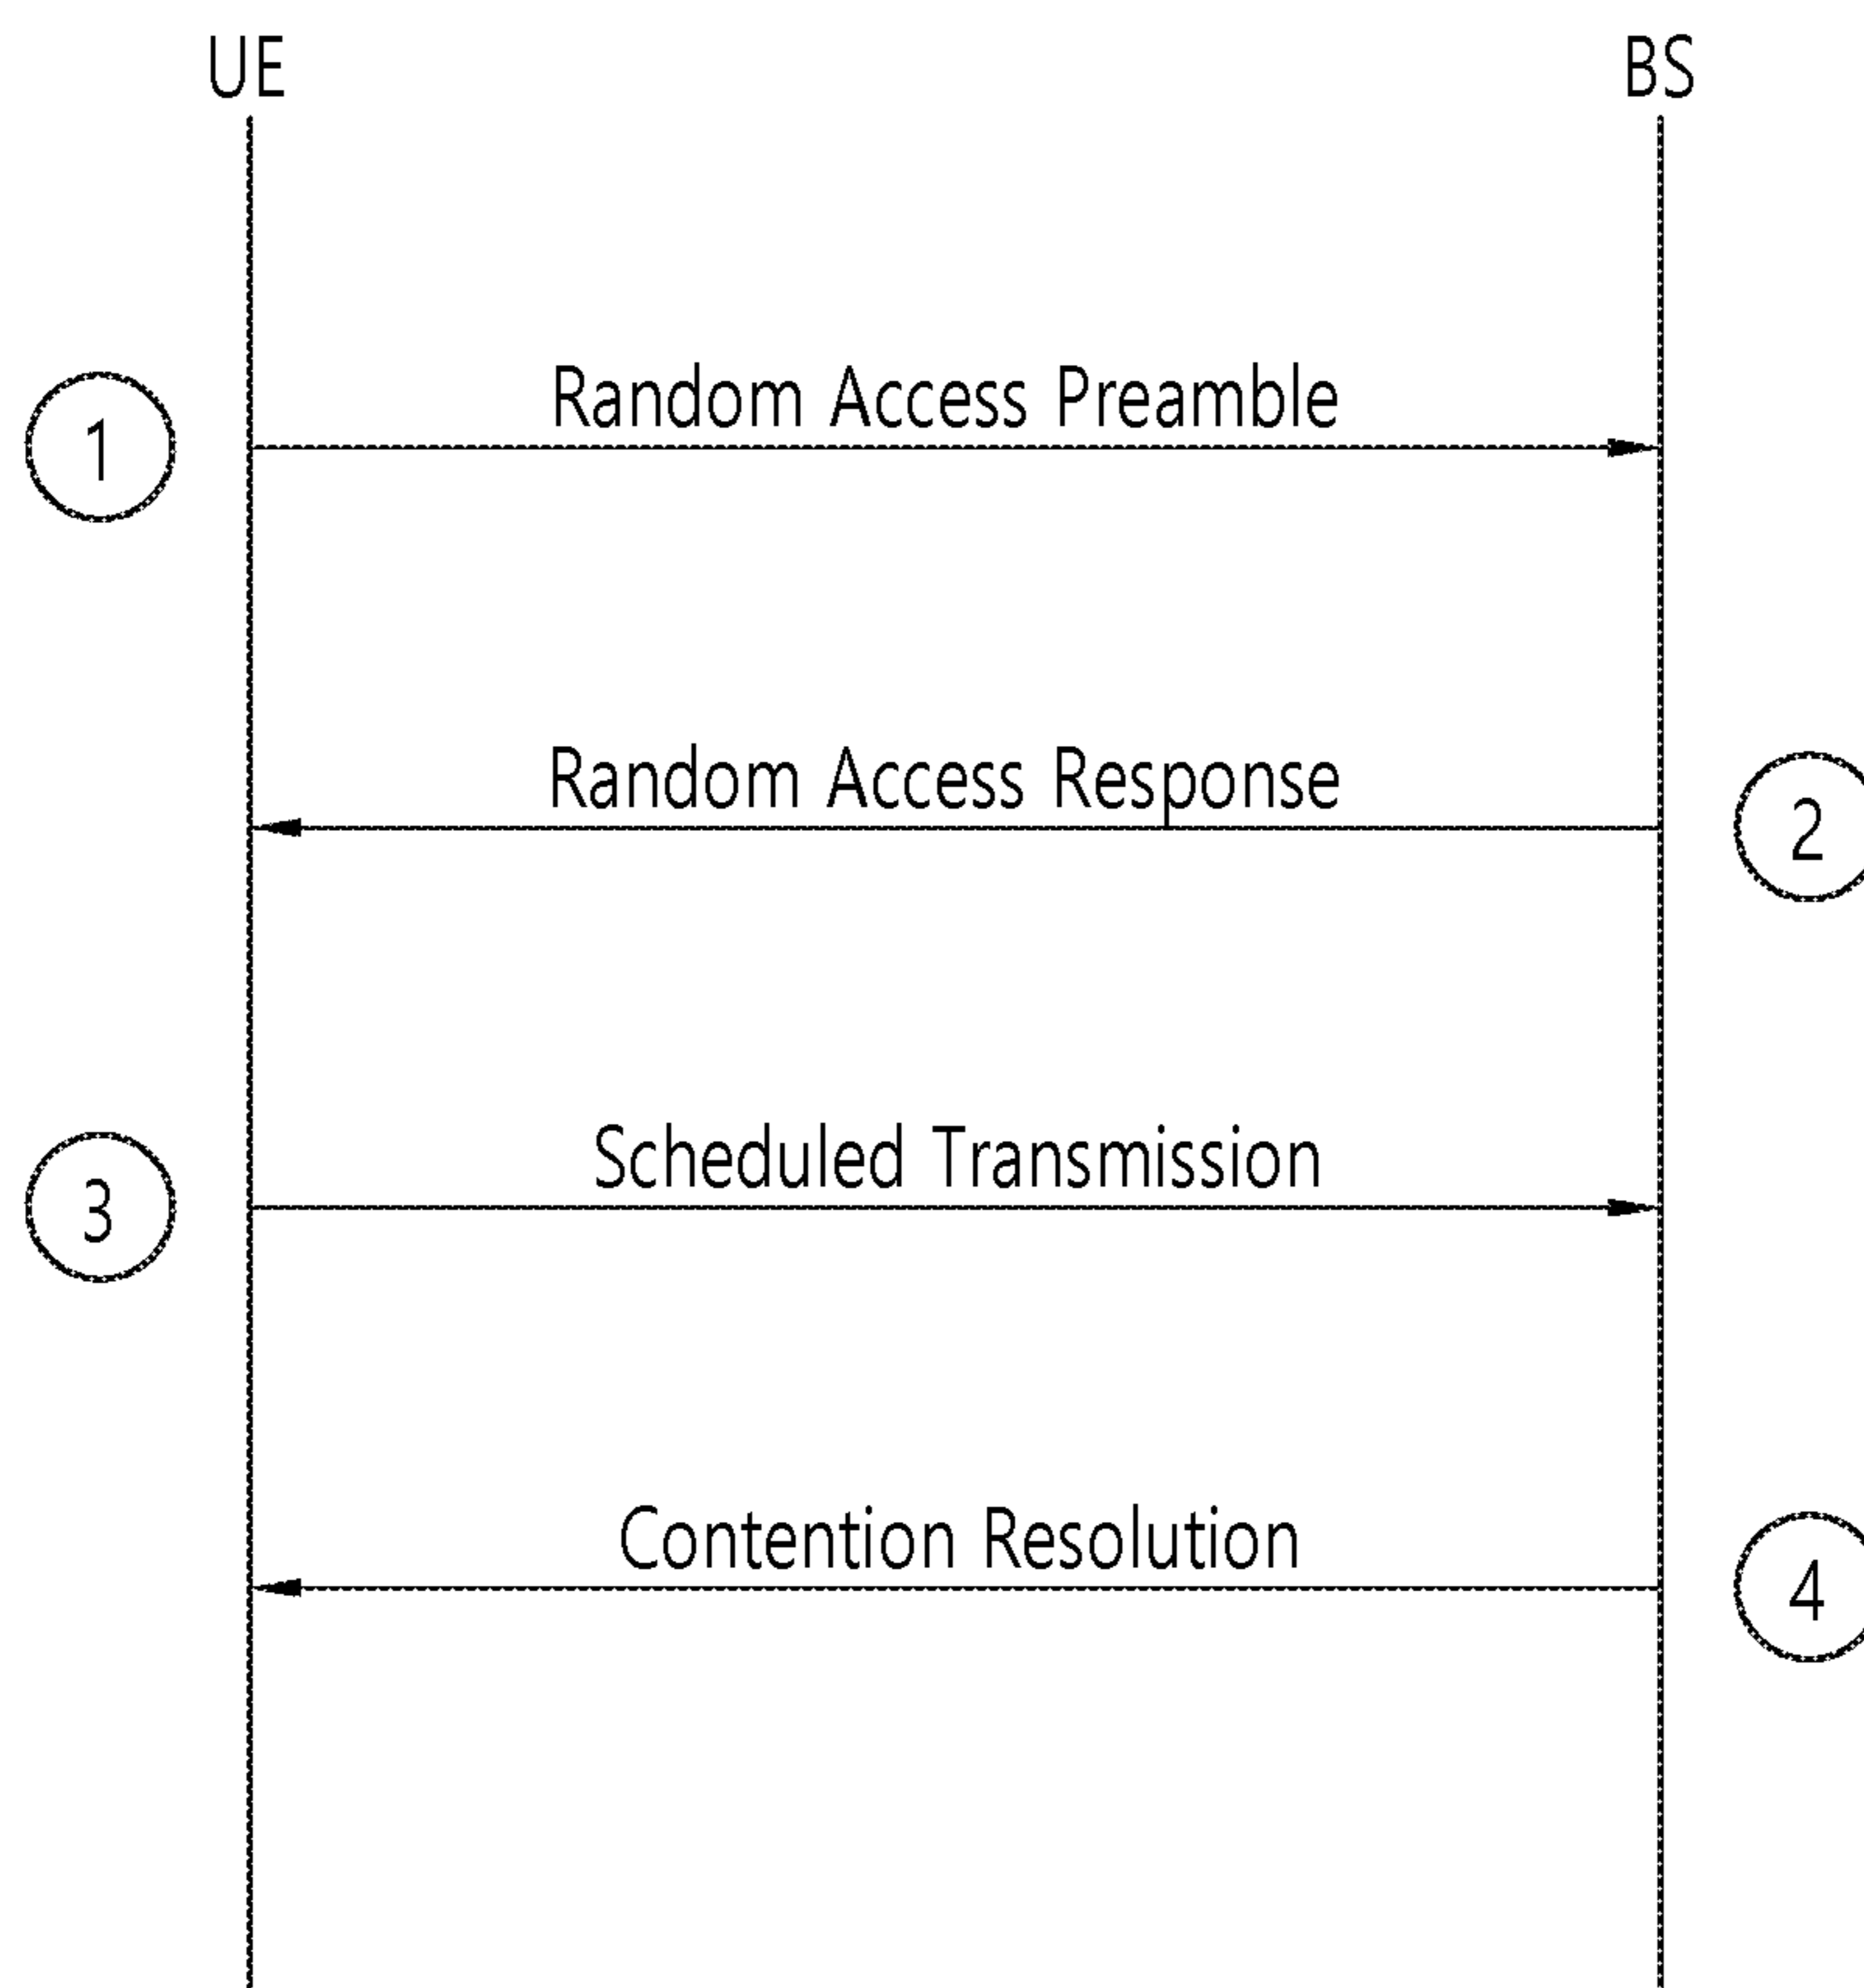 UE BS
Random Access Preamble
1
Random Access Response
2
Scheduled Transmission
3
Contention Resolution
4